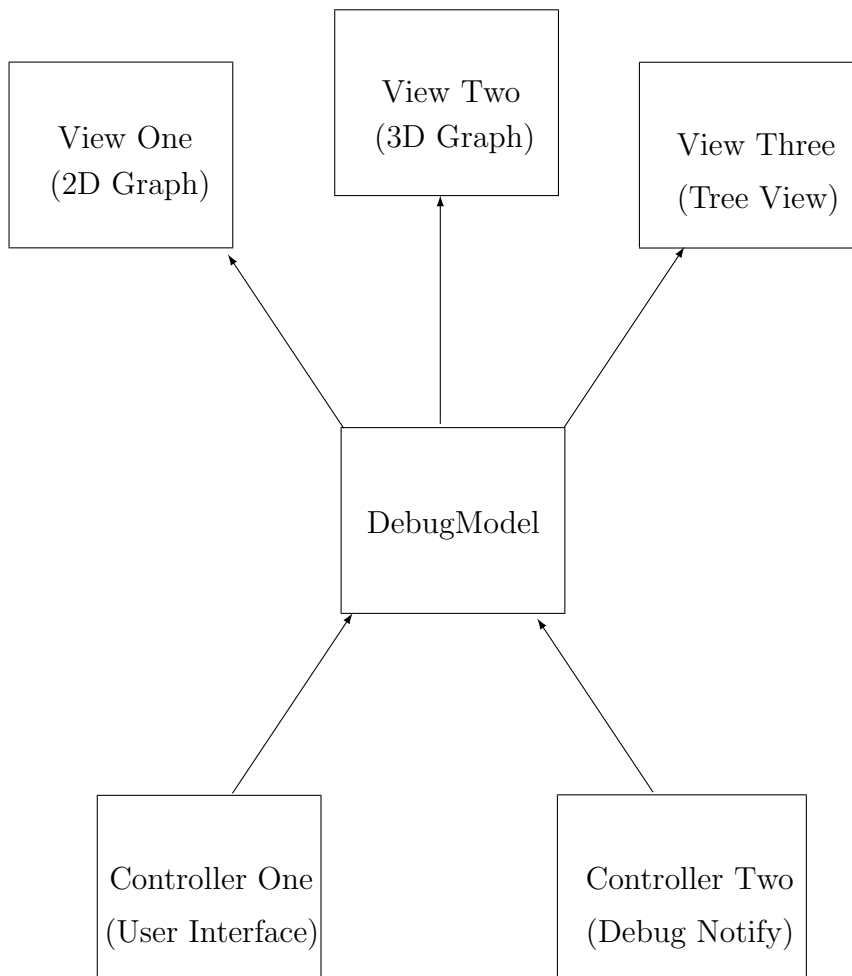 View One
(2D Graph)
View Two
(3D Graph)
View Three
(Tree View)
DebugModel
Controller One
(User Interface)
Controller Two
(Debug Notify)